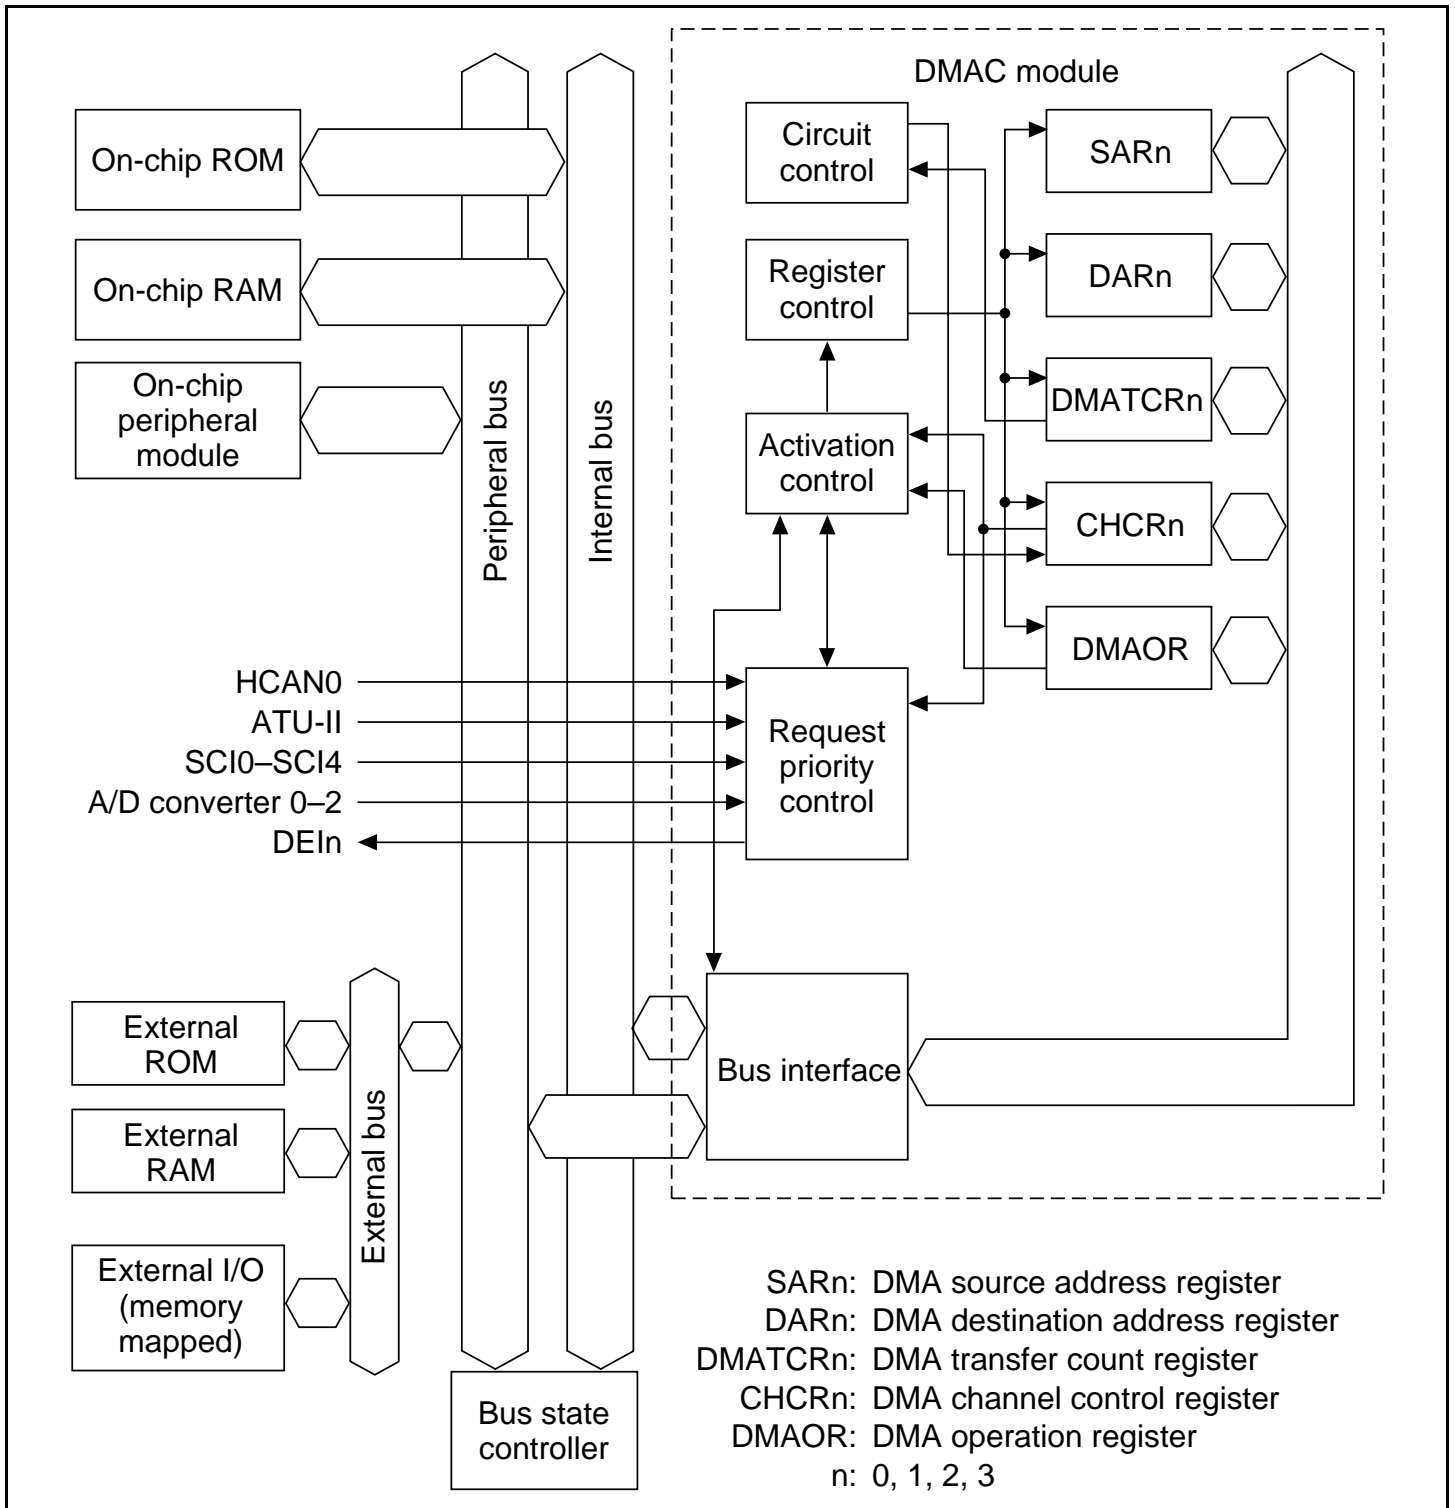 DMAC module
On-chip ROM
On-chip RAM
On-chip
peripheral
module
Peripheral bus
Internal bus
Circuit
control
Register
control
Activation
control
SARn
DARn
DMATCRn
CHCRn
DMAOR
HCAN0
ATU-II
SCI0–SCI4
A/D converter 0–2
DEIn
Request
priority
control
External
ROM
External
RAM
External I/O
(memory
mapped)
External bus
Bus interface
Bus state
controller
SARn: DMA source address register
DARn: DMA destination address register
DMATCRn: DMA transfer count register
CHCRn: DMA channel control register
DMAOR: DMA operation register
n: 0, 1, 2, 3